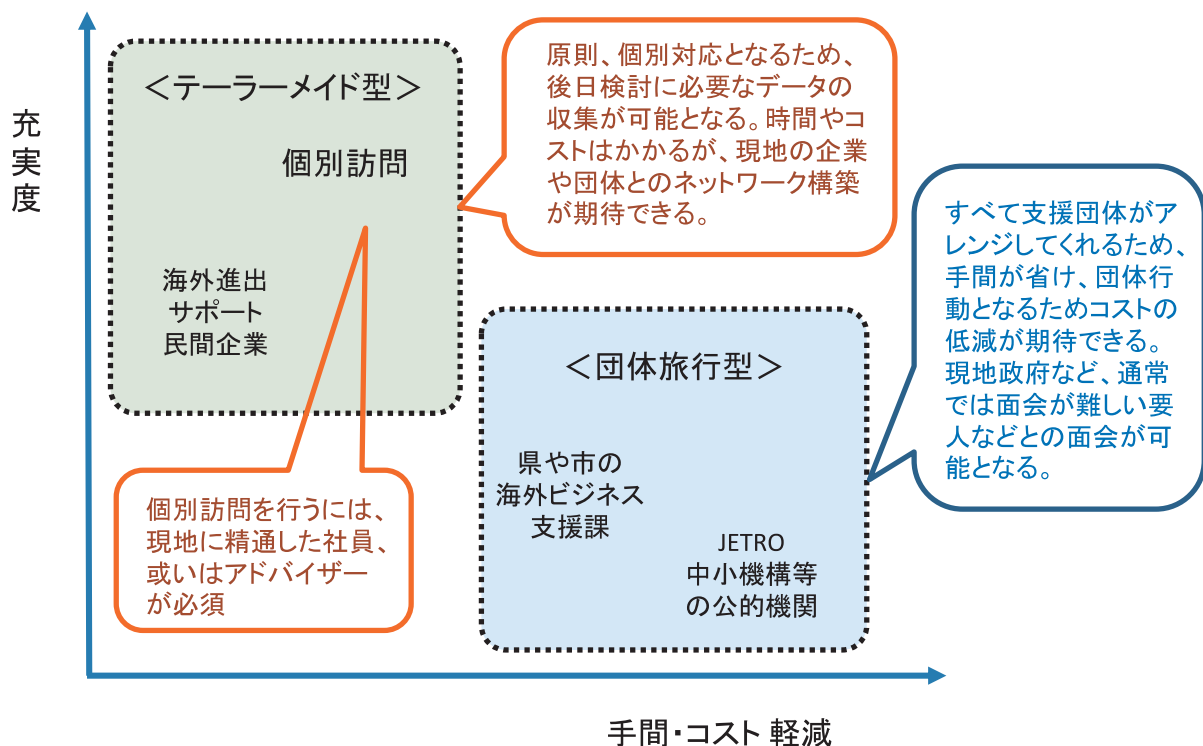 充
実
度
＜テーラーメイド型＞
個別訪問
海外進出
サポート
民間企業
原則、個別対応となるため、
後日検討に必要なデータの
収集が可能となる。時間やコ
ストはかかるが、現地の企業
や団体とのネットワーク構築
が期待できる。
すべて支援団体がア
レンジしてくれるため、
手間が省け、団体行
動となるためコストの
低減が期待できる。
現地政府など、通常
では面会が難しい要
人などとの面会が可
能となる。
＜団体旅行型＞
県や市の
海外ビジネス
支援課
JETRO
中小機構等
の公的機関
個別訪問を行うには、
現地に精通した社員、
或いはアドバイザー
が必須
手間・コスト 軽減